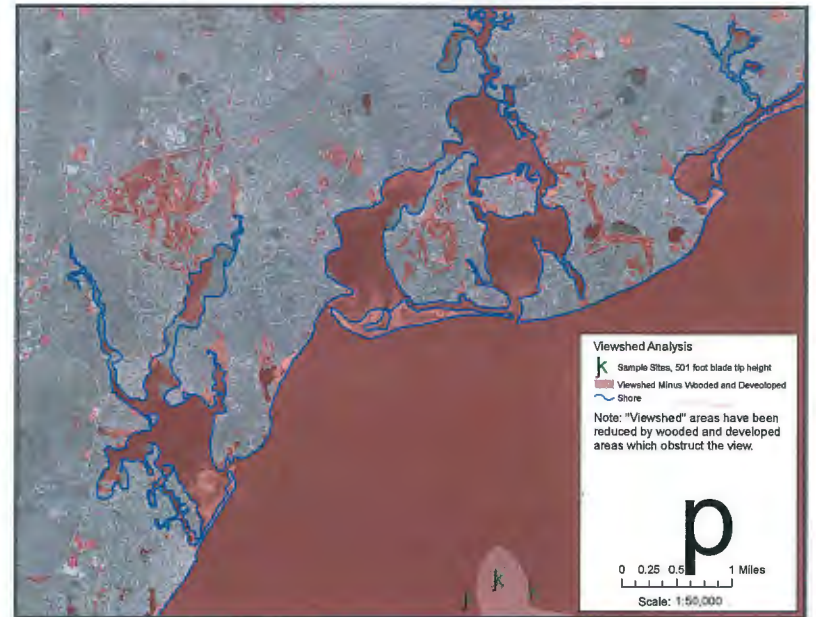 Viewshed Analysis
k Sample Sites, 501 foot blade tip height
Viewshed Minus Wooded and Deveoloped
Shore
Note: "Viewshed" areas have been
reduced by wooded and developed
areas which obstruct the view.
p
0 0.25 0.5 1 Miles
Scale: 1:50,000
k
k
k